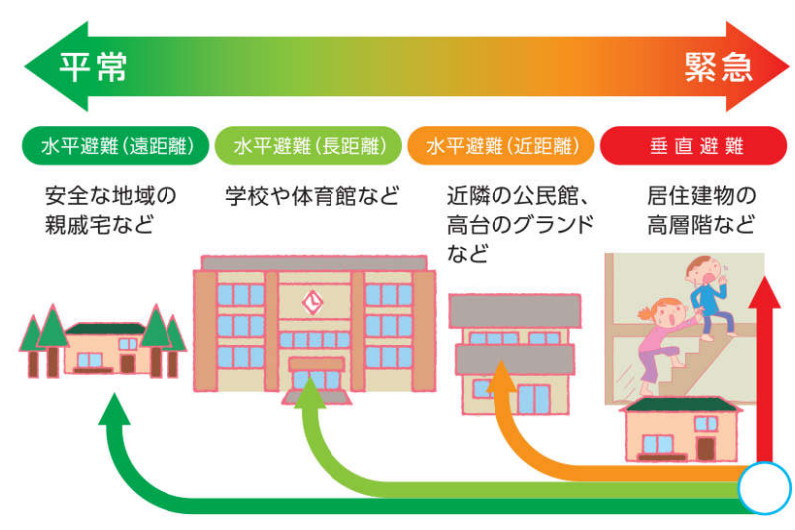 平常
緊急
水平避難(遠距離)
水平避難(長距離)
水平避難(近距離)
垂直避難
安全な地域の
親戚宅など
学校や体育館など
近隣の公民館、
高台のグランド
など
居住建物の
高層階など